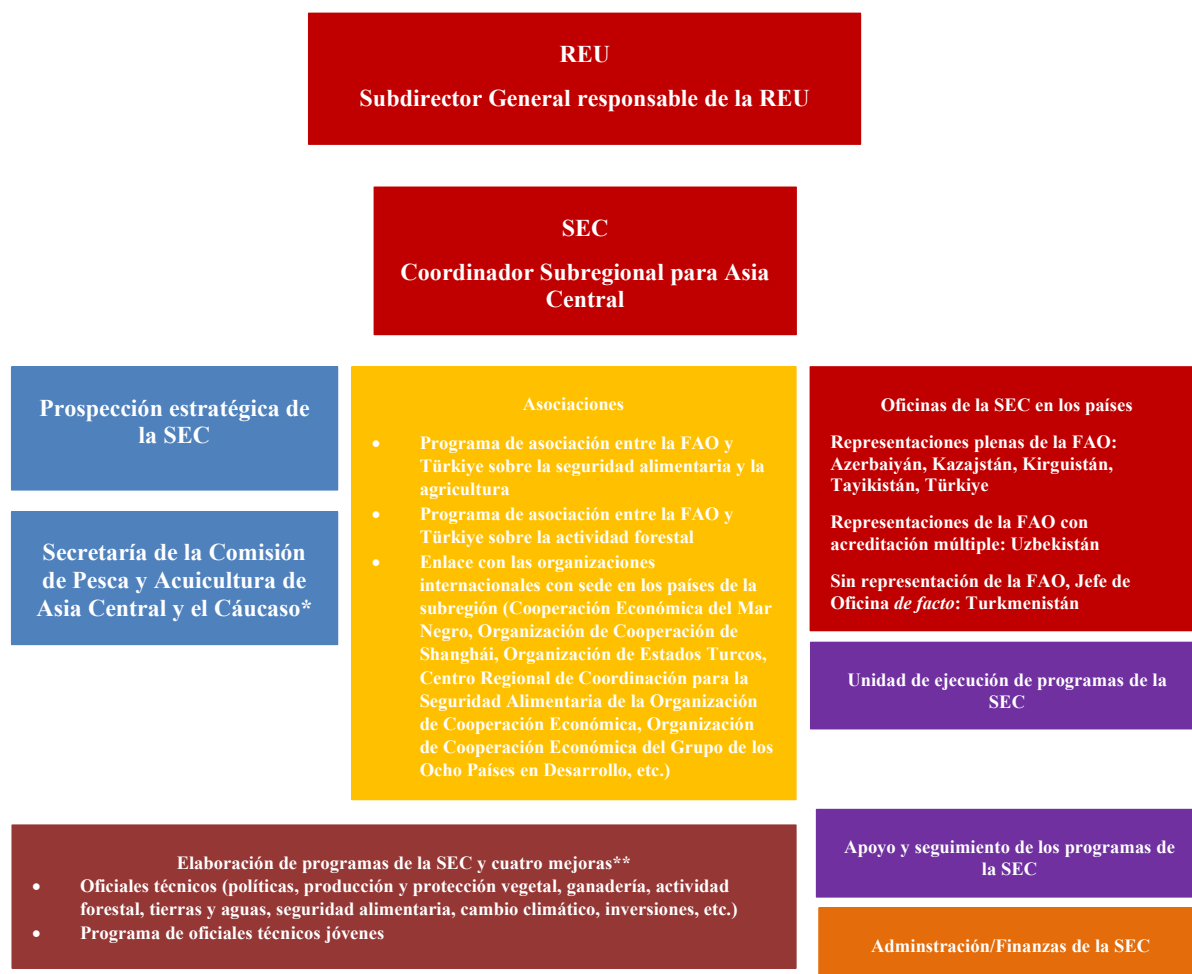 REU
Subdirector General responsable de la REU
SEC
Coordinador Subregional para Asia
Central
Prospección estratégica de
la SEC
Secretaría de la Comisión
de Pesca y Acuicultura de
Asia Central y el Cáucaso*
Asociaciones
• Programa de asociación entre la FAO y
Türkiye sobre la seguridad alimentaria y la
agricultura
• Programa de asociación entre la FAO y
Türkiye sobre la actividad forestal
• Enlace con las organizaciones
internacionales con sede en los países de la
subregión (Cooperación Económica del Mar
Negro, Organización de Cooperación de
Shanghái, Organización de Estados Turcos,
Centro Regional de Coordinación para la
Seguridad Alimentaria de la Organización
de Cooperación Económica, Organización
de Cooperación Económica del Grupo de los
Ocho Países en Desarrollo, etc.)
Oficinas de la SEC en los países
Representaciones plenas de la FAO:
Azerbaiyán, Kazajstán, Kirguistán,
Tayikistán, Türkiye
Representaciones de la FAO con
acreditación múltiple: Uzbekistán
Sin representación de la FAO, Jefe de
Oficina de facto: Turkmenistán
Unidad de ejecución de programas de la
SEC
Elaboración de programas de la SEC y cuatro mejoras**
• Oficiales técnicos (políticas, producción y protección vegetal, ganadería, actividad
forestal, tierras y aguas, seguridad alimentaria, cambio climático, inversiones, etc.)
• Programa de oficiales técnicos jóvenes
Apoyo y seguimiento de los programas de
la SEC
Adminstración/Finanzas de la SEC